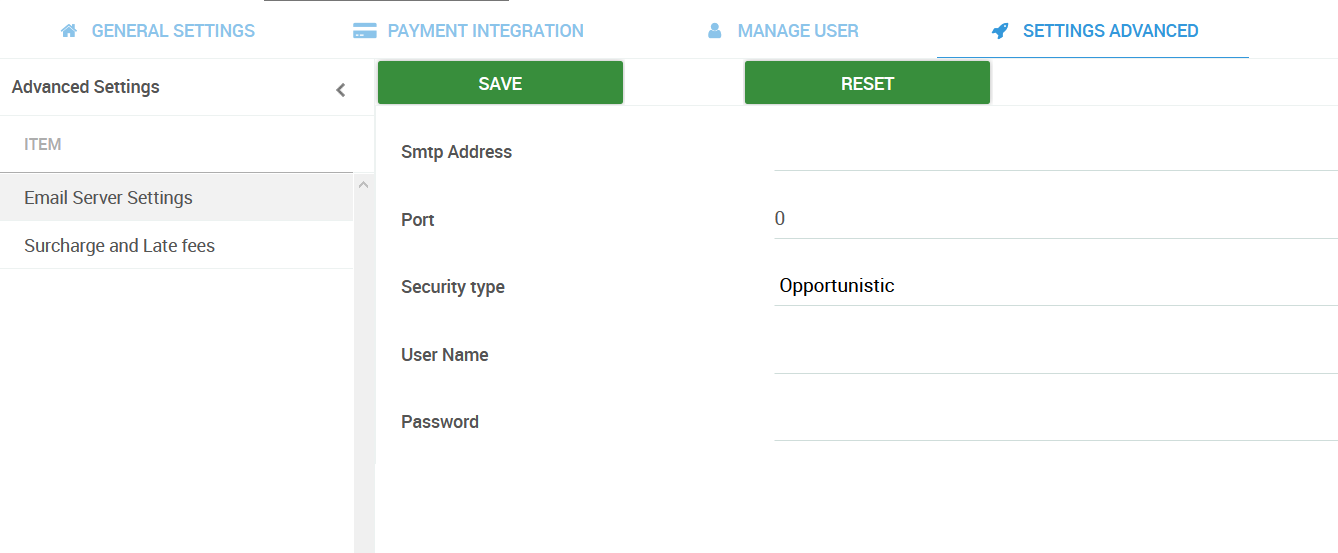 GENERAL SETTINGS PAYMENT INTEGRATION MANAGE USER SETTINGS ADVANCED
Advanced Settings
SAVE RESET
ITEM
Email Server Settings
Surcharge and Late fees
Smtp Address
Port 0
Security type Opportunistic
User Name
Password